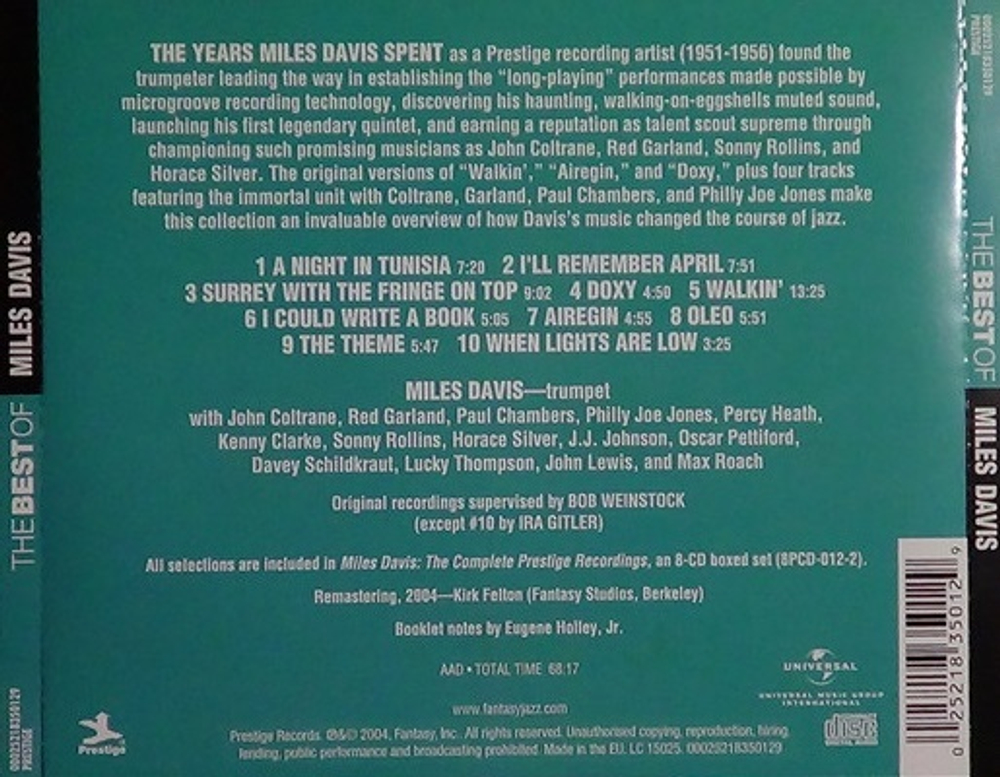 THE YEARS MILES DAVIS SPENT as a Prestige recording artist (1951-1956) found the
trumpeter leading the way in establishing the “long-playing” performances made possible by
microgroove recording technology, discovering his haunting, walking-on-eggshells muted sound,
launching his first legendary quintet, and earning a reputation as talent scout supreme through
championing such promising musicians as John Coltrane, Red Garland, Sonny Rollins, and
Horace Silver. The original versions of “Walkin’,” “Airegin,” and “Doxy,” plus four tracks
featuring the immortal unit with Coltrane, Garland, Paul Chambers, and Philly Joe Jones make
this collection an invaluable overview of how Davis's music changed the course of jazz.
1 A NIGHT IN TUNISIA 7:20 2 I'LL REMEMBER APRIL 7:51
3 SURREY WITH THE FRINGE ON TOP 9:02 4 DOXY 4:50 5 WALKIN’ 13:25
6 I COULD WRITE A BOOK 5:05 7 AIREGIN 4:55 8 OLEO 5:51
9 THE THEME 5:47 10 WHEN LIGHTS ARE LOW 3:25
MILES DAVIS—trumpet
with John Coltrane, Red Garland, Paul Chambers, Philly Joe Jones, Percy Heath,
Kenny Clarke, Sonny Rollins, Horace Silver, J.J. Johnson, Oscar Pettiford,
Davey Schildkraut, Lucky Thompson, John Lewis, and Max Roach
Original recordings supervised by BOB WEINSTOCK
(except #10 by IRA GITLER)
All selections are included in Miles Davis: The Complete Prestige Recordings, an 8-CD boxed set (8PCD-012-2).
Remastering, 2004—Kirk Felton (Fantasy Studios, Berkeley)
Booklet notes by Eugene Holley, Jr.
AAD • TOTAL TIME 68:17
www.fantasyjazz.com
Prestige Records. ℗&© 2004, Fantasy, Inc. All rights reserved. Unauthorised copying, reproduction, hiring,
lending, public performance and broadcasting prohibited. Made in the EU. LC 15025. 00025218350129
Prestige
UNIVERSAL
UNIVERSAL MUSIC GROUP
INTERNATIONAL
disc
DIGITAL AUDIO
0 25218 35012 9
THE BEST OF MILES DAVIS
00025218350129
PRESTIGE
00025218350129
PRESTIGE
THE BEST OF MILES DAVIS